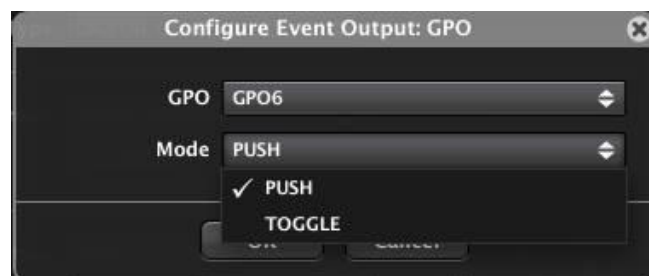 Configure Event Output: GPO
GPO GPO6
Mode PUSH
✓ PUSH
TOGGLE